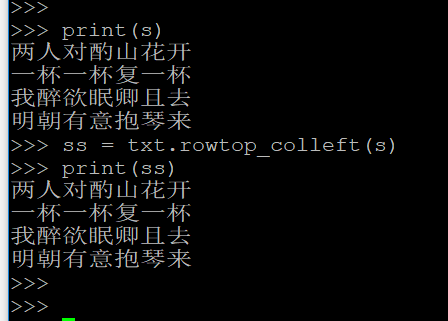 >>>
>>> print(s)
两人对酌山花开
一杯一杯复一杯
我醉欲眠卿且去
明朝有意抱琴来
>>> ss = txt.rowtop_colleft(s)
>>> print(ss)
两人对酌山花开
一杯一杯复一杯
我醉欲眠卿且去
明朝有意抱琴来
>>>
>>>